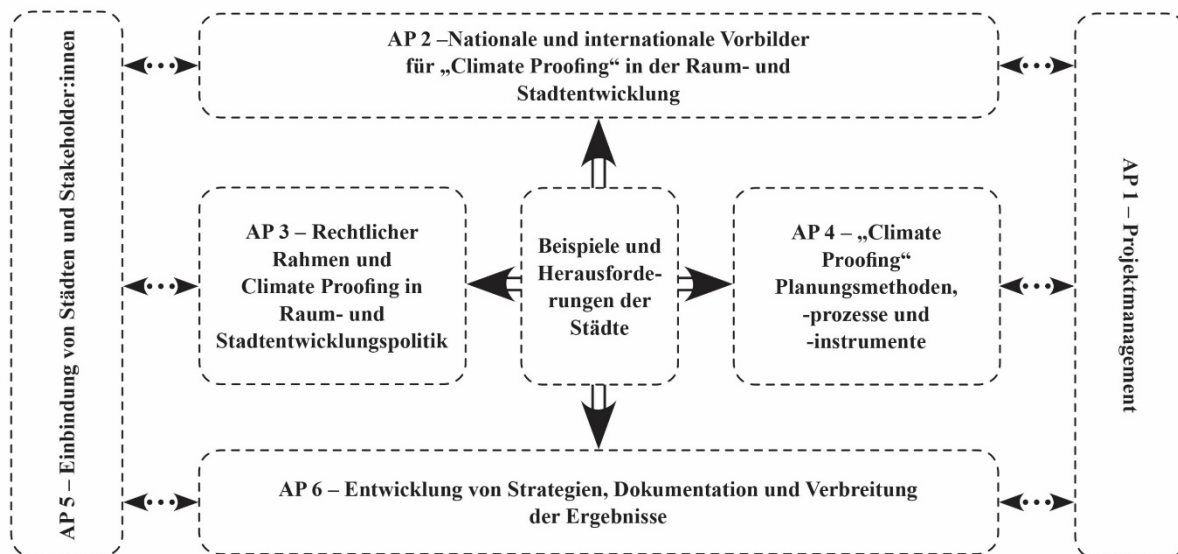 AP 5 – Einbindung von Städten und Stakeholder:innen
AP 2 –Nationale und internationale Vorbilder
für „Climate Proofing“ in der Raum- und
Stadtentwicklung
AP 3 – Rechtlicher
Rahmen und
Climate Proofing in
Raum- und
Stadtentwicklungspolitik
Beispiele und
Herausforde-
rungen der
Städte
AP 4 – „Climate
Proofing“
Planungsmethoden,
-prozesse und
-instrumente
AP 6 – Entwicklung von Strategien, Dokumentation und Verbreitung
der Ergebnisse
AP 1 – Projektmanagement